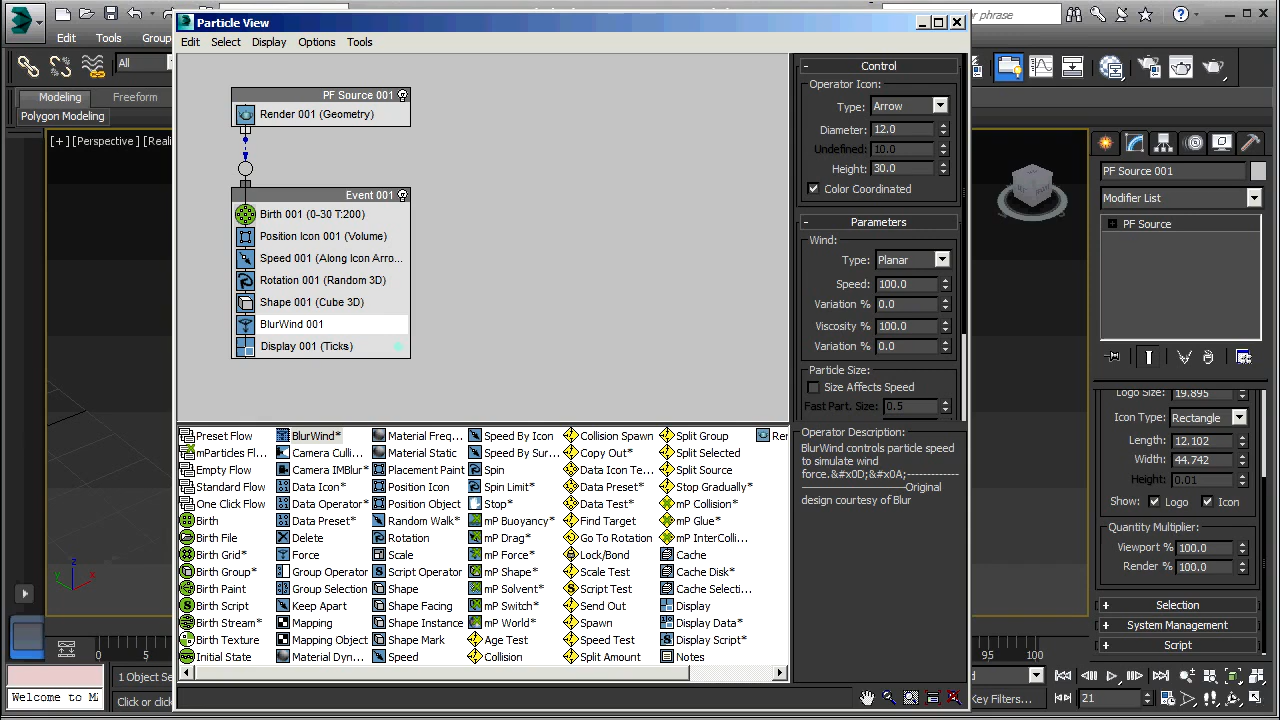 Particle View
phrase
Edit
Tools
Group
Edit Select Display Options Tools
All
Modeling Freeform
Polygon Modeling
[+] [Perspective] [Reali
PF Source 001
Render 001 (Geometry)
Event 001
Birth 001 (0-30 T:200)
Position Icon 001 (Volume)
Speed 001 (Along Icon Arro...
Rotation 001 (Random 3D)
Shape 001 (Cube 3D)
BlurWind 001
Display 001 (Ticks)
Control
Operator Icon:
Type: Arrow
Diameter: 12.0
Undefined: 10.0
Height: 30.0
Color Coordinated
Parameters
Wind:
Type: Planar
Speed: 100.0
Variation % 0.0
Viscosity % 100.0
Variation % 0.0
Particle Size:
Size Affects Speed
Fast Part. Size: 0.5
Operator Description:
BlurWind controls particle speed
to simulate wind
force.&#x0D;&#x0A;-------------
--------------------------Original
design courtesy of Blur
PF Source 001
Modifier List
PF Source
Logo Size: 19.895
Icon Type: Rectangle
Length: 12.102
Width: 44.742
Height: 0.01
Show: Logo Icon
Quantity Multiplier:
Viewport % 100.0
Render % 100.0
Selection
System Management
Script
Preset Flow BlurWind* Material Freq... Speed By Icon Collision Spawn Split Group Ren
mParticles F... Camera Culli... Material Static Speed By Sur... Copy Out* Split Selected
Empty Flow Camera IMBlur* Placement Paint Spin Data Icon Te... Split Source
Standard Flow Data Icon* Position Icon Spin Limit* Data Preset* Stop Gradually*
One Click Flow Data Operator* Position Object Stop* Data Test* mP Collision*
Birth Data Preset* Random Walk* mP Buoyancy* Find Target mP Glue*
Birth File Delete Rotation mP Drag* Go To Rotation mP InterColli...
Birth Grid* Force Scale mP Force* Lock/Bond Cache
Birth Group* Group Operator Script Operator mP Shape* Scale Test Cache Disk*
Birth Paint Group Selection Shape mP Solvent* Script Test Cache Selecti...
Birth Script Keep Apart Shape Facing mP Switch* Send Out Display
Birth Stream* Mapping Shape Instance mP World* Spawn Display Data*
Birth Texture Mapping Object Shape Mark Age Test Speed Test Display Script*
Initial State Material Dyn... Speed Collision Split Amount Notes
z
x
0 5 95 100
1 Object Se
Welcome to MA
Click or clic
21
Key Filters...